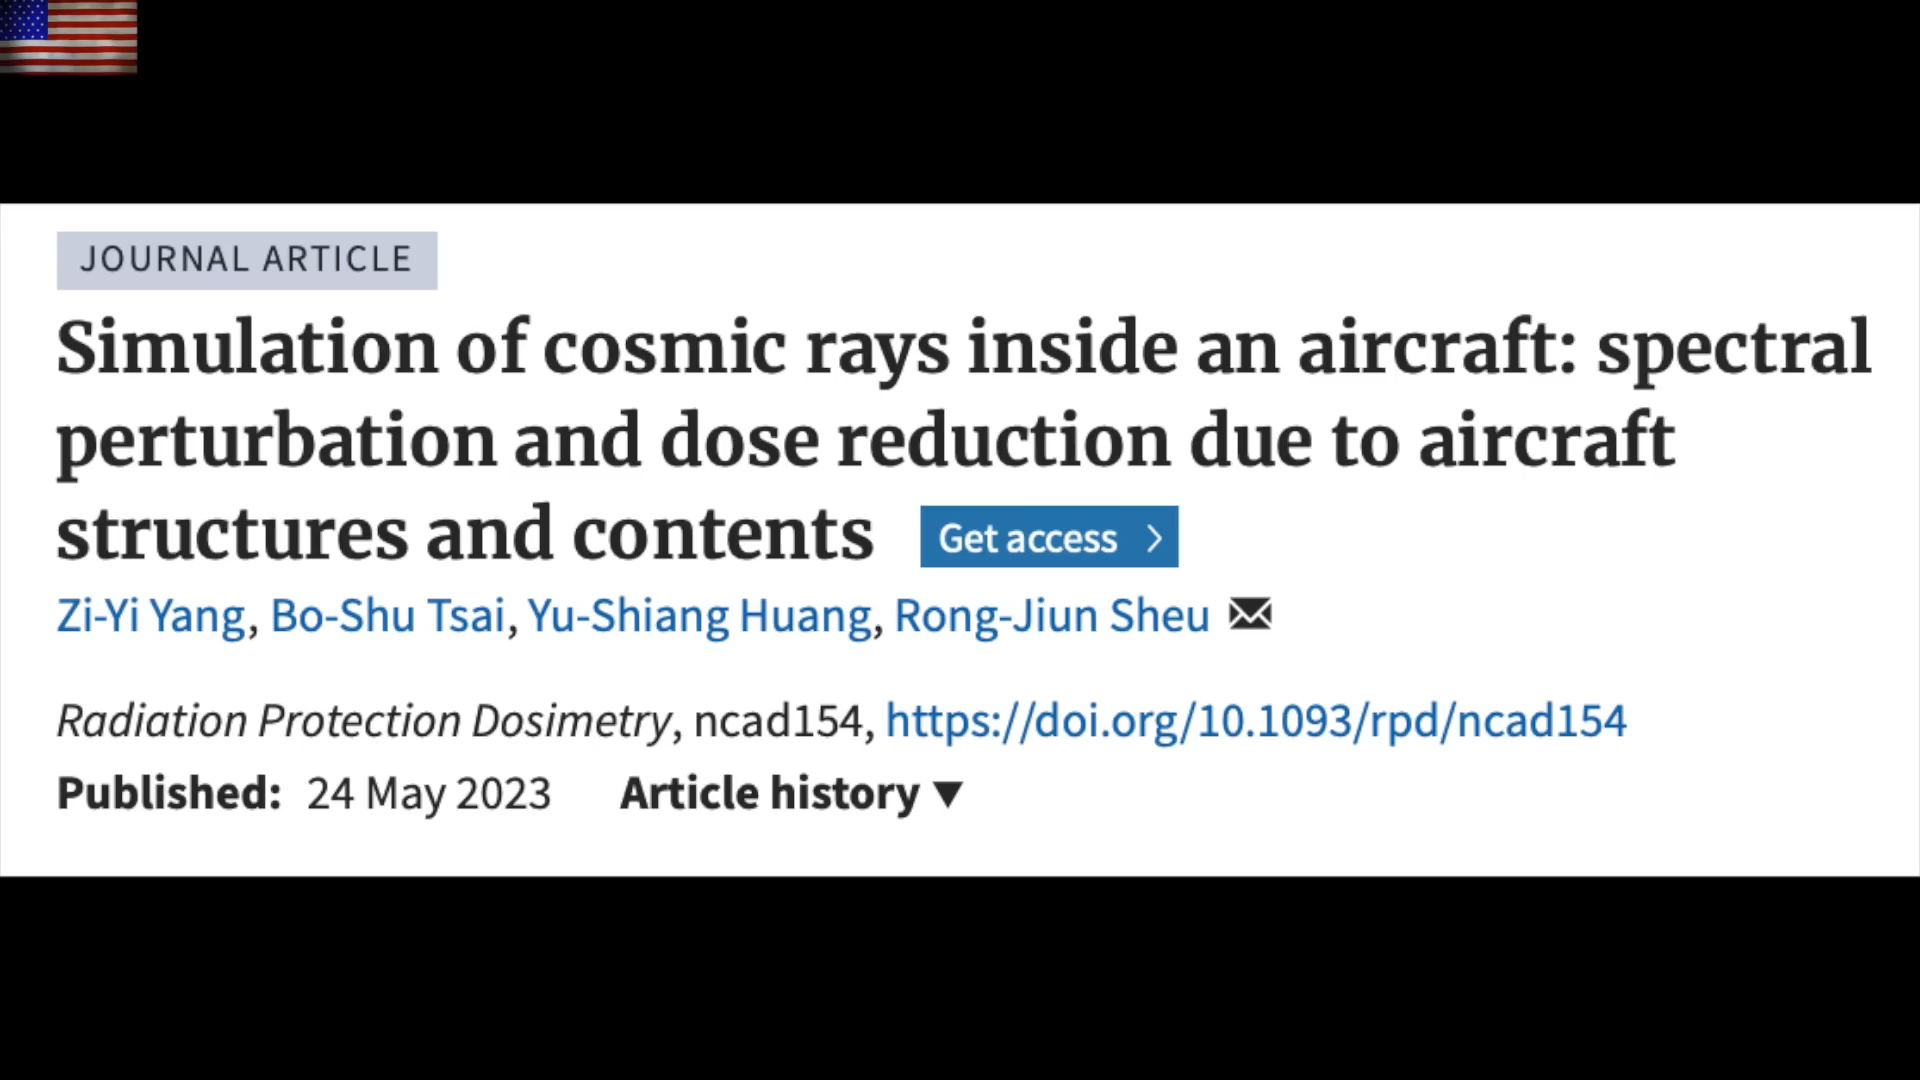 JOURNAL ARTICLE
Simulation of cosmic rays inside an aircraft: spectral
perturbation and dose reduction due to aircraft
structures and contents Get access >
Zi-Yi Yang, Bo-Shu Tsai, Yu-Shiang Huang, Rong-Jiun Sheu
Radiation Protection Dosimetry, ncad154, https://doi.org/10.1093/rpd/ncad154
Published: 24 May 2023 Article history ▼